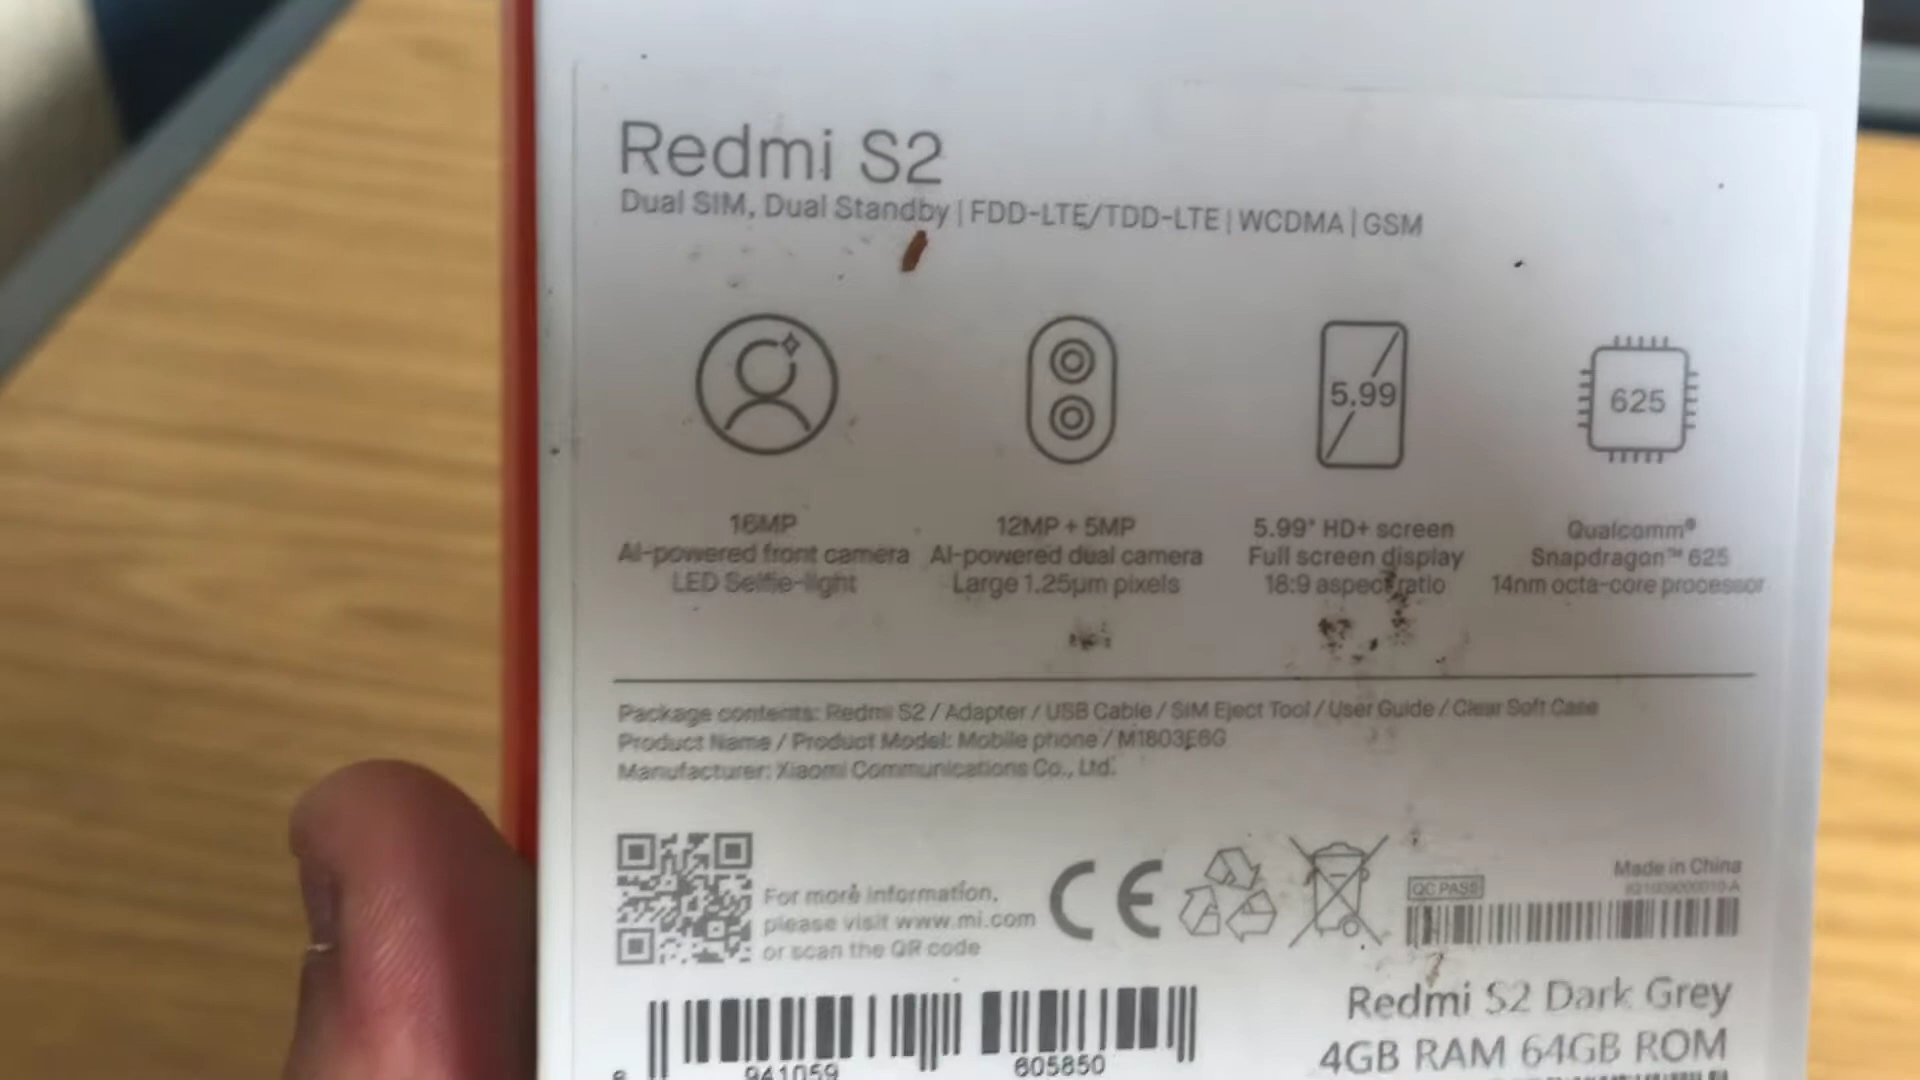 Redmi S2
Dual SIM, Dual Standby | FDD-LTE/TDD-LTE | WCDMA | GSM
5.99
625
16MP
AI-powered front camera
LED Selfie-light
12MP + 5MP
AI-powered dual camera
Large 1.25µm pixels
5.99" HD+ screen
Full screen display
18:9 aspect ratio
Qualcomm®
Snapdragon™ 625
14nm octa-core processor
Package contents: Redmi S2 / Adapter / USB Cable / SIM Eject Tool / User Guide / Clear Soft Case
Product Name / Product Model: Mobile phone / M1803E6G
Manufacturer: Xiaomi Communications Co., Ltd.
For more information,
please visit www.mi.com
or scan the QR code
CE
QC PASS
Made in China
Redmi S2 Dark Grey
4GB RAM 64GB ROM
6 941059 605850